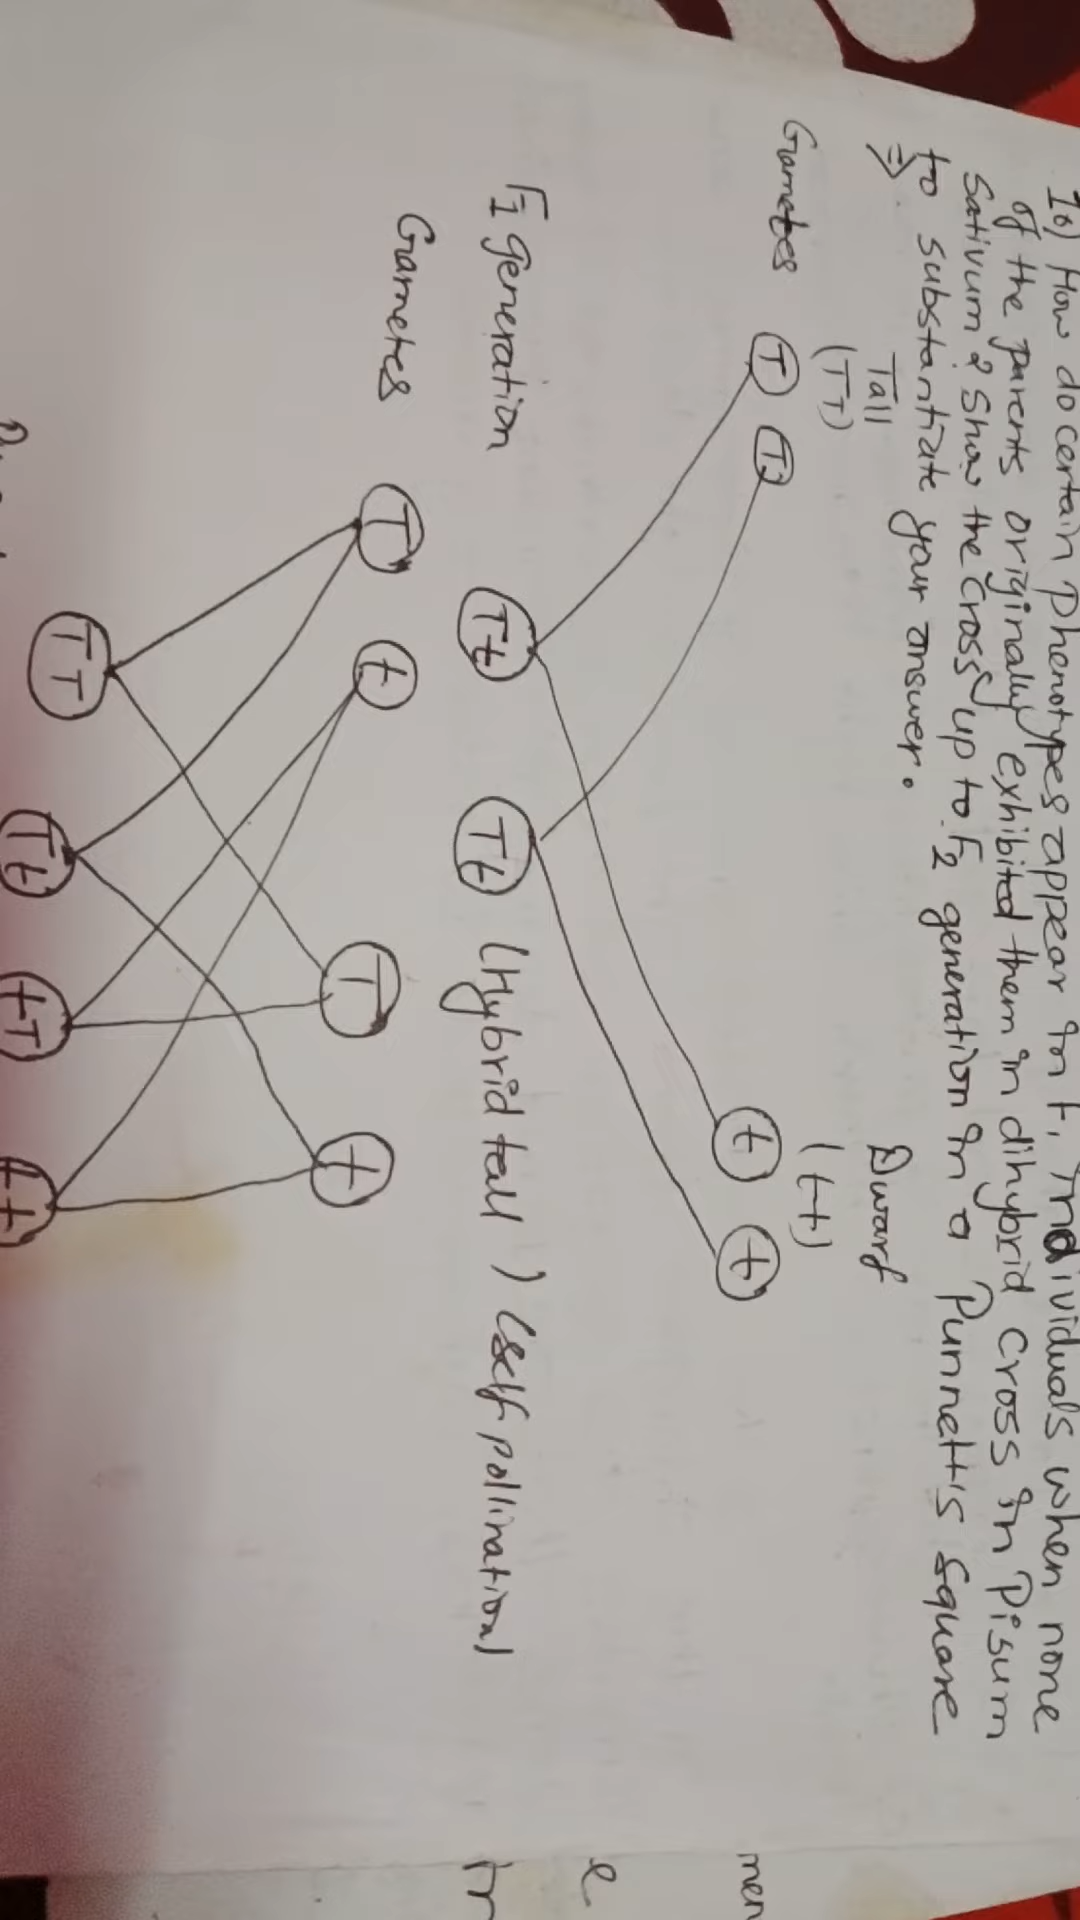 10) How do certain phenotypes appear in F1 individuals when none
of the parents originally exhibited them in dihybrid cross in Pisum
sativum ? Show the cross up to F2 generation in a Punnett's square
to substantiate your answer.
⇒
Tall Dwarf
(TT) (tt)
Gametes T T t t
F1 generation Tt Tt (Hybrid tall) (self pollination)
Gametes T t T t
TT Tt tT tt
men
e